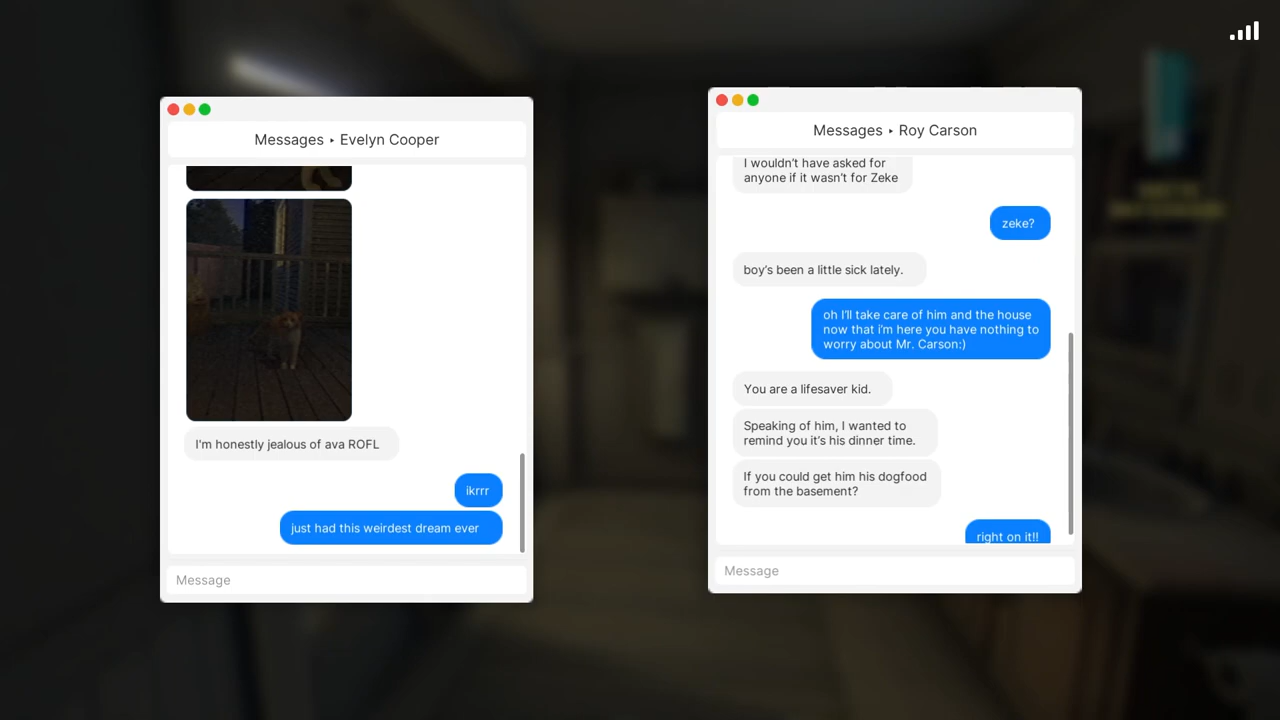 Messages ‣ Evelyn Cooper
I'm honestly jealous of ava ROFL
ikrrr
just had this weirdest dream ever
Message
Messages ‣ Roy Carson
I wouldn't have asked for
anyone if it wasn't for Zeke
zeke?
boy's been a little sick lately.
oh I'll take care of him and the house
now that i'm here you have nothing to
worry about Mr. Carson:)
You are a lifesaver kid.
Speaking of him, I wanted to
remind you it's his dinner time.
If you could get him his dogfood
from the basement?
right on it!!
Message